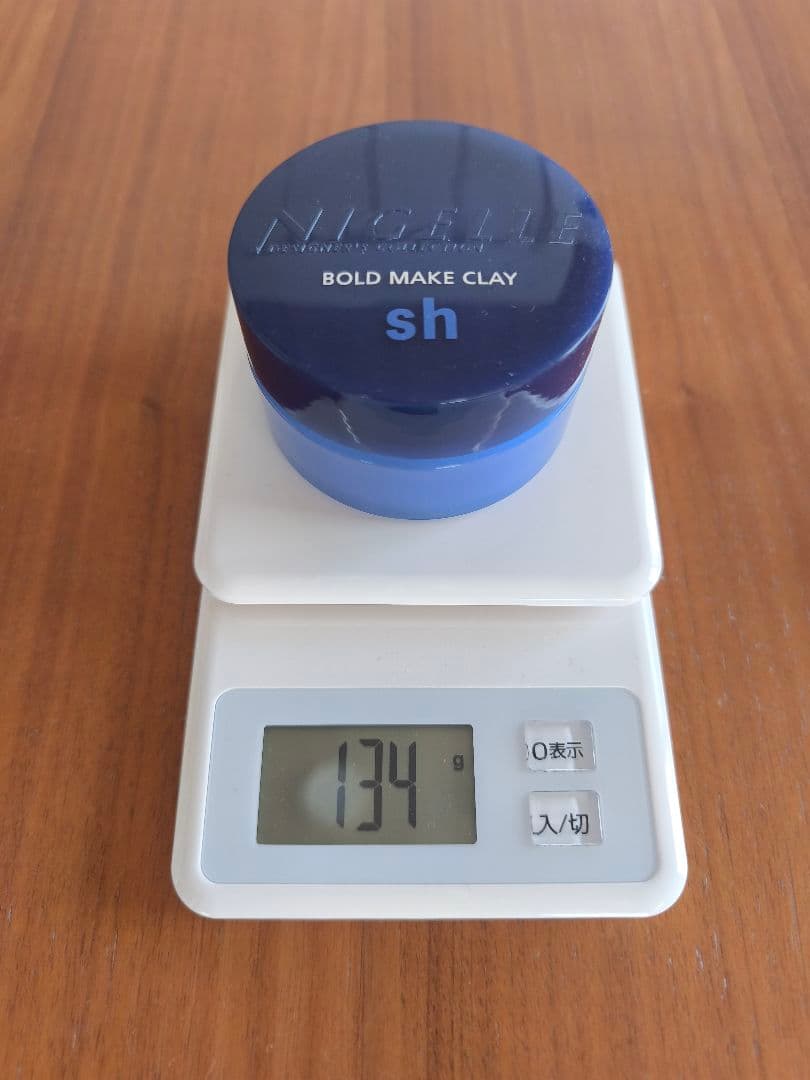 NIGELLE
DESIGNER'S COLLECTION
BOLD MAKE CLAY
sh
134 g
0表示
入/切